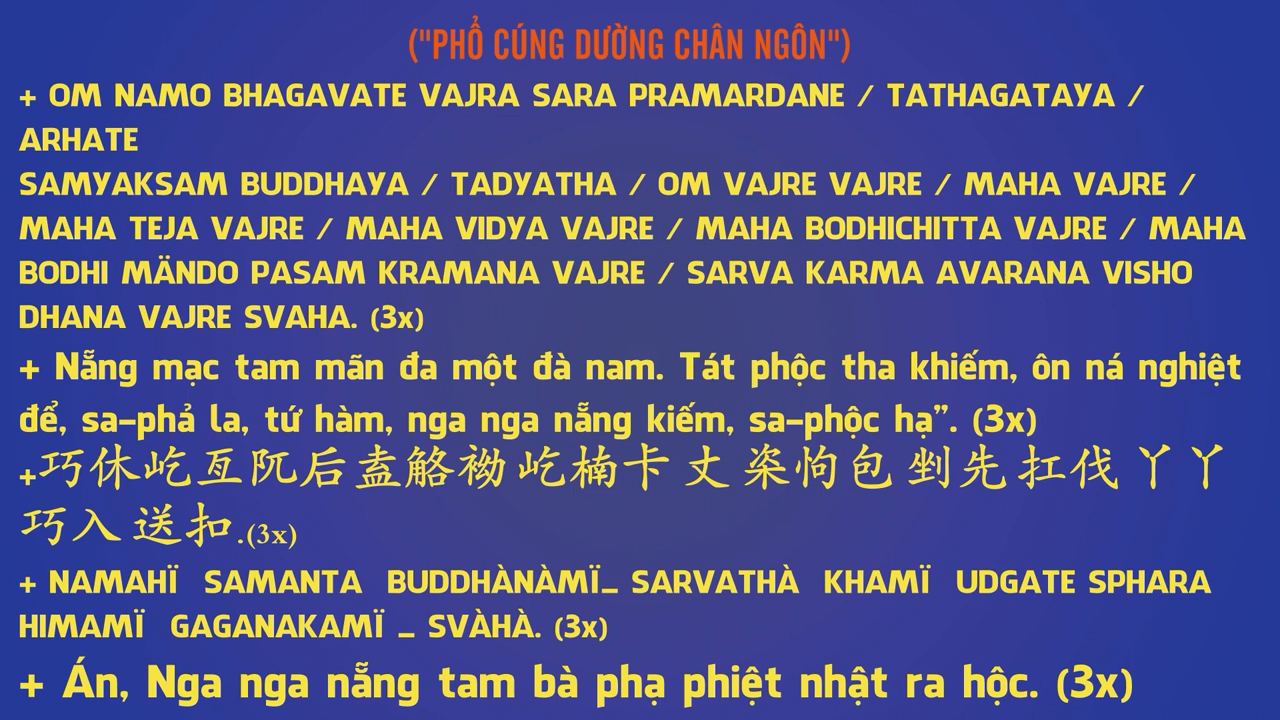 ("PHỔ CÚNG DƯỜNG CHÂN NGÔN")
+ OM NAMO BHAGAVATE VAJRA SARA PRAMARDANE / TATHAGATAYA /
ARHATE
SAMYAKSAM BUDDHAYA / TADYATHA / OM VAJRE VAJRE / MAHA VAJRE /
MAHA TEJA VAJRE / MAHA VIDYA VAJRE / MAHA BODHICHITTA VAJRE / MAHA
BODHI MÄNDO PASAM KRAMANA VAJRE / SARVA KARMA AVARANA VISHO
DHANA VAJRE SVAHA. (3x)
+ Nẵng mạc tam mãn đa một đà nam. Tát phộc tha khiếm, ôn ná nghiệt
để, sa-phả la, tứ hàm, nga nga nẵng kiếm, sa-phộc hạ”. (3x)
+巧休屹亙阢后盍觡袎屹楠卡丈楶怐包剉先扛伐丫丫
巧入送扣.(3x)
+ NAMAHÏ SAMANTA BUDDHÀNÀMÏ_ SARVATHÀ KHAMÏ UDGATE SPHARA
HIMAMÏ GAGANAKAMÏ _ SVÀHÀ. (3x)
+ Án, Nga nga nẵng tam bà phạ phiệt nhật ra hộc. (3x)